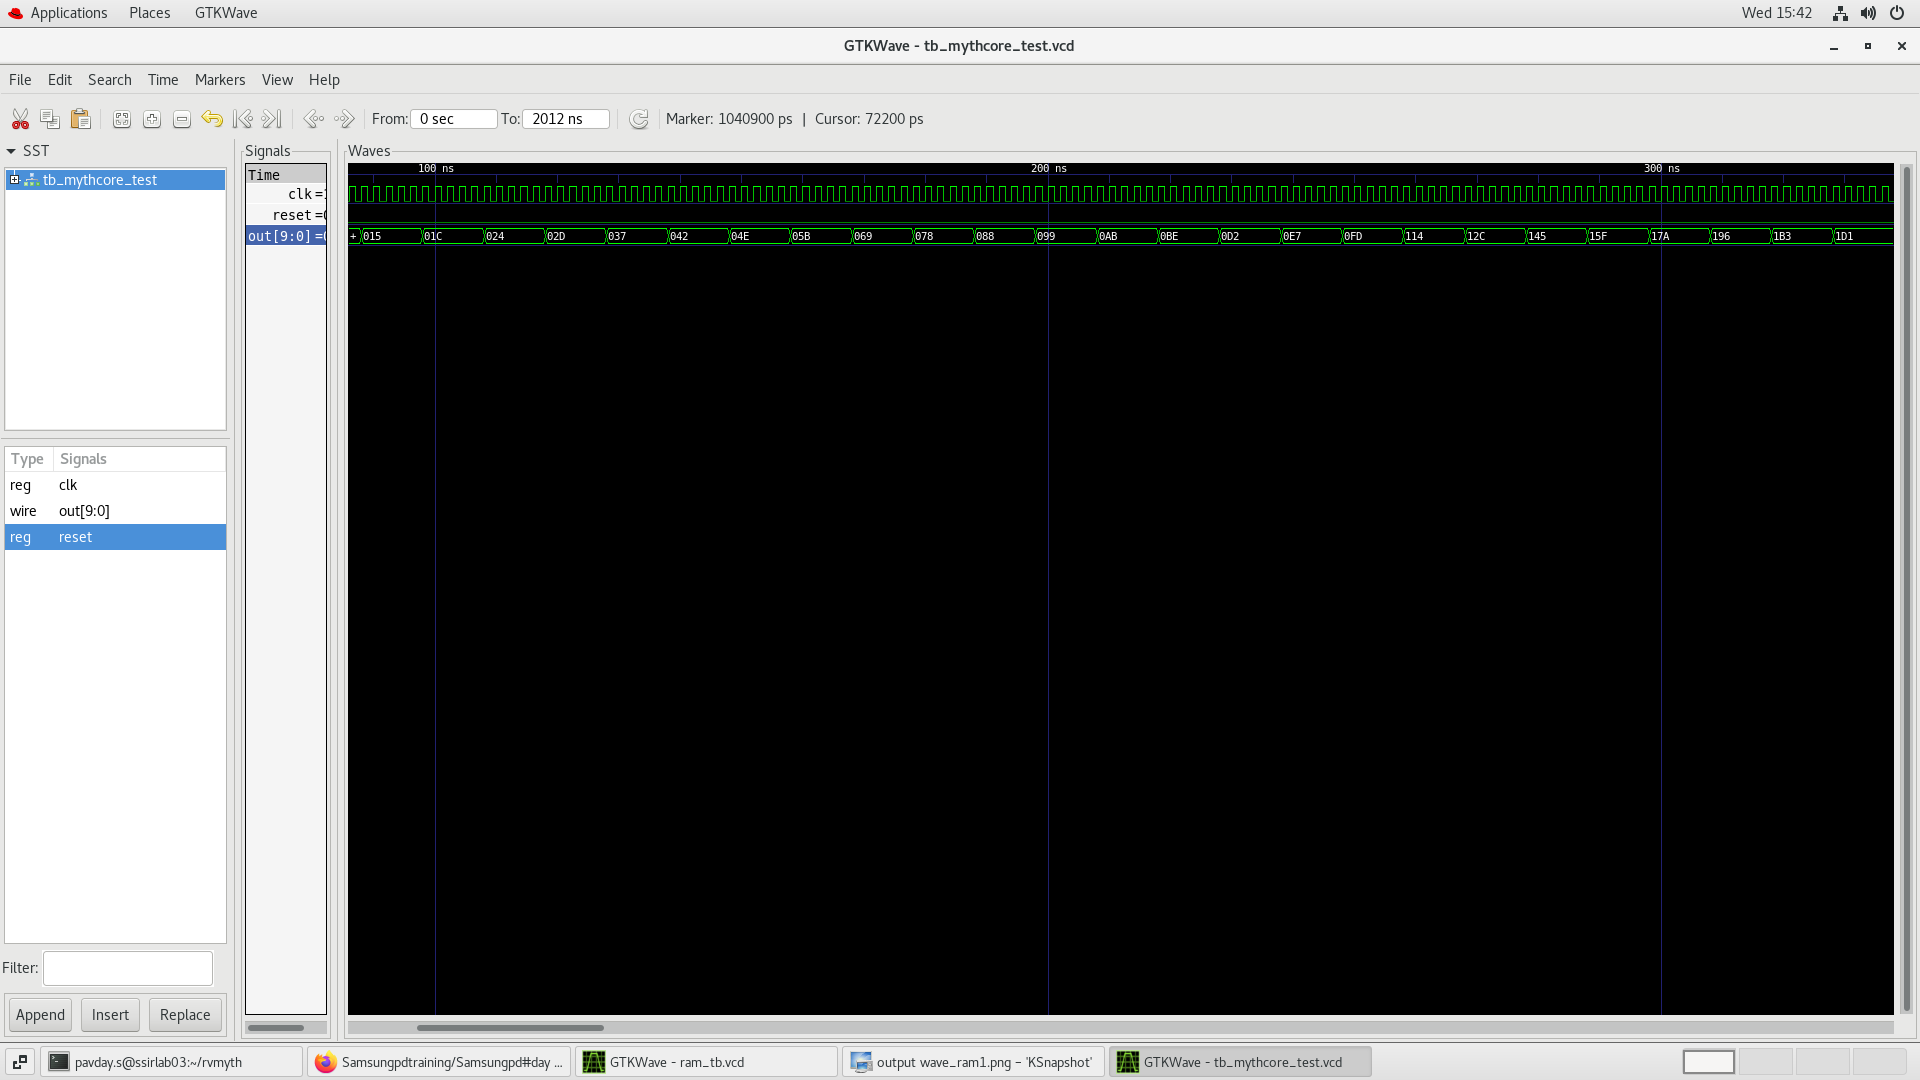 Applications Places GTKWave Wed 15:42
GTKWave - tb_mythcore_test.vcd
File Edit Search Time Markers View Help
From: 0 sec To: 2012 ns Marker: 1040900 ps | Cursor: 72200 ps
SST
tb_mythcore_test
Type Signals
reg clk
wire out[9:0]
reg reset
Filter:
Append Insert Replace
Signals
Time
clk =1
reset =0
out[9:0] =0
Waves
100 ns 200 ns 300 ns
+ 015 01C 024 02D 037 042 04E 05B 069 078 088 099 0AB 0BE 0D2 0E7 0FD 114 12C 145 15F 17A 196 1B3 1D1
pavday.s@ssirlab03:~/rvmyth Samsungpdtraining/Samsungpd#day ... GTKWave - ram_tb.vcd output wave_ram1.png – 'KSnapshot' GTKWave - tb_mythcore_test.vcd